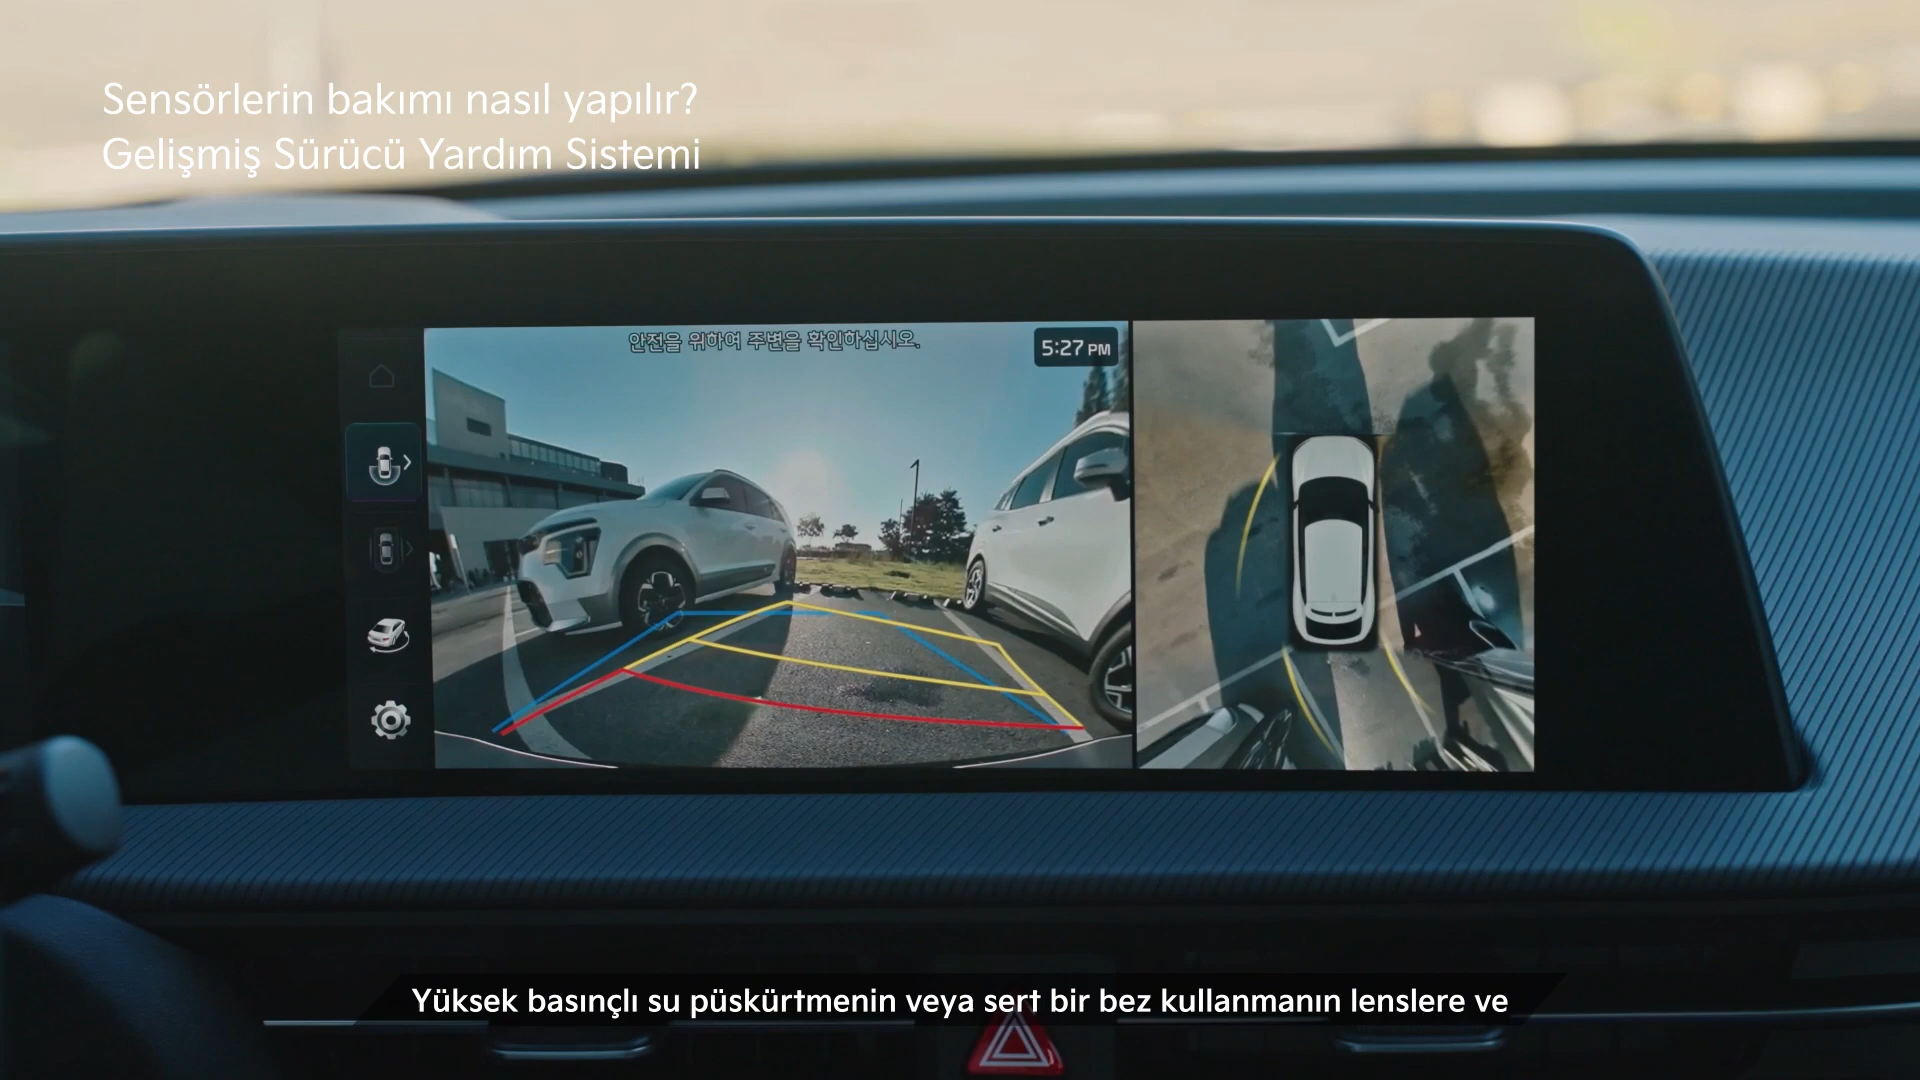 Sensörlerin bakımı nasıl yapılır?
Gelişmiş Sürücü Yardım Sistemi
안전을 위하여 주변을 확인하십시오.
5:27 PM
Yüksek basınçlı su püskürtmenin veya sert bir bez kullanmanın lenslere ve